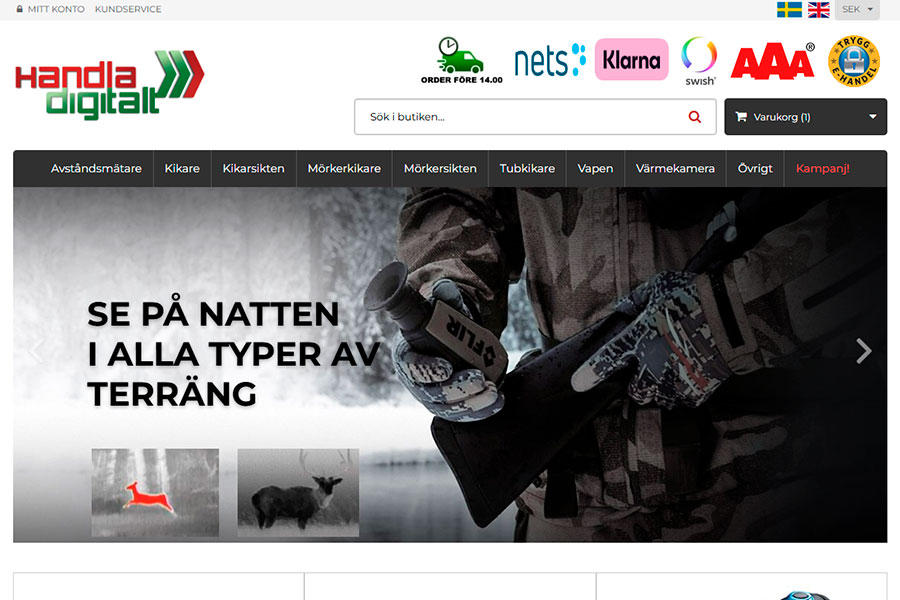 MITT KONTO KUNDSERVICE
SEK
Handla
digitalt
ORDER FÖRE 14.00
nets
Klarna
swish
AAA®
TRYGG
E-HANDEL
Sök i butiken...
Varukorg (1)
Avståndsmätare Kikare Kikarsikten Mörkerkikare Mörkersikten Tubkikare Vapen Värmekamera Övrigt Kampanj!
SE PÅ NATTEN
I ALLA TYPER AV
TERRÄNG
FLIR